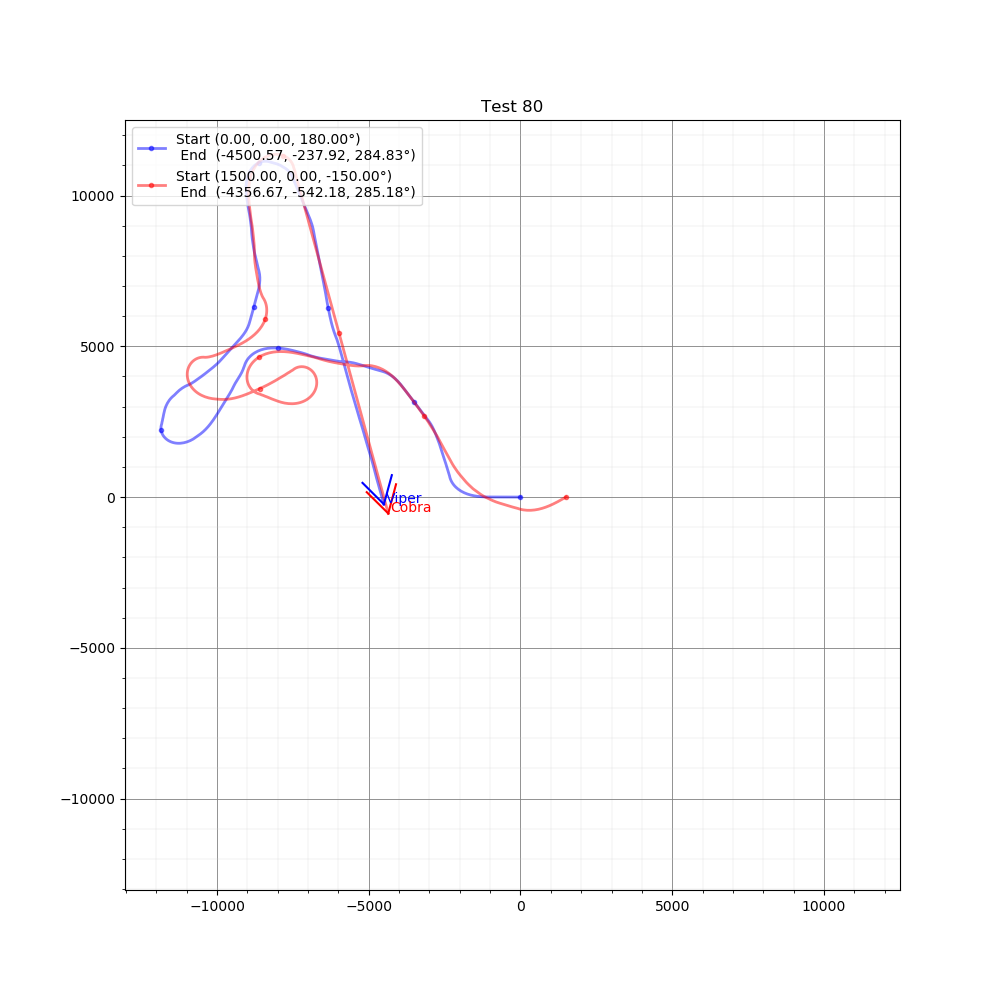 Test 80
Start (0.00, 0.00, 180.00°)
End (-4500.57, -237.92, 284.83°)
Start (1500.00, 0.00, -150.00°)
End (-4356.67, -542.18, 285.18°)
10000
5000
0
−5000
−10000
Viper
Cobra
−10000
−5000
0
5000
10000